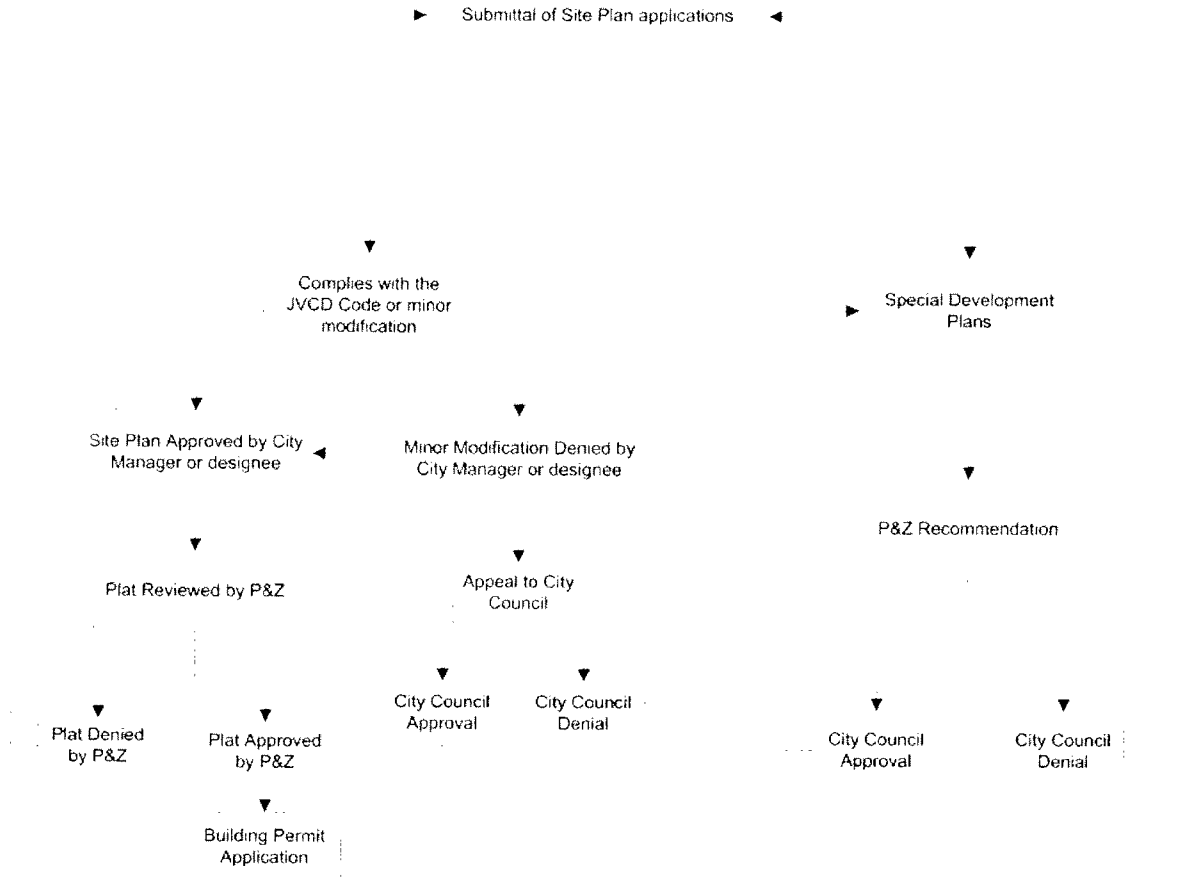 Submittal of Site Plan applications
Complies with the
JVCD Code or minor
modification
Special Development
Plans
Site Plan Approved by City
Manager or designee
Minor Modification Denied by
City Manager or designee
P&Z Recommendation
Plat Reviewed by P&Z
Appeal to City
Council
City Council
Approval
City Council
Denial
Plat Denied
by P&Z
Plat Approved
by P&Z
City Council
Approval
City Council
Denial
Building Permit
Application